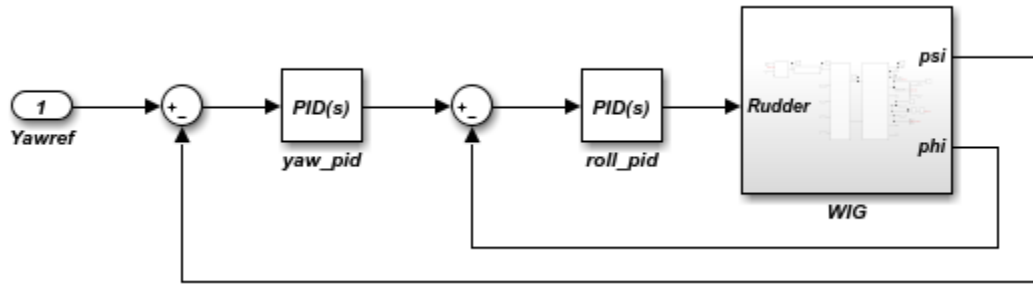 1
Yawref
+
−
PID(s)
yaw_pid
+
−
PID(s)
roll_pid
Rudder
psi
phi
WIG